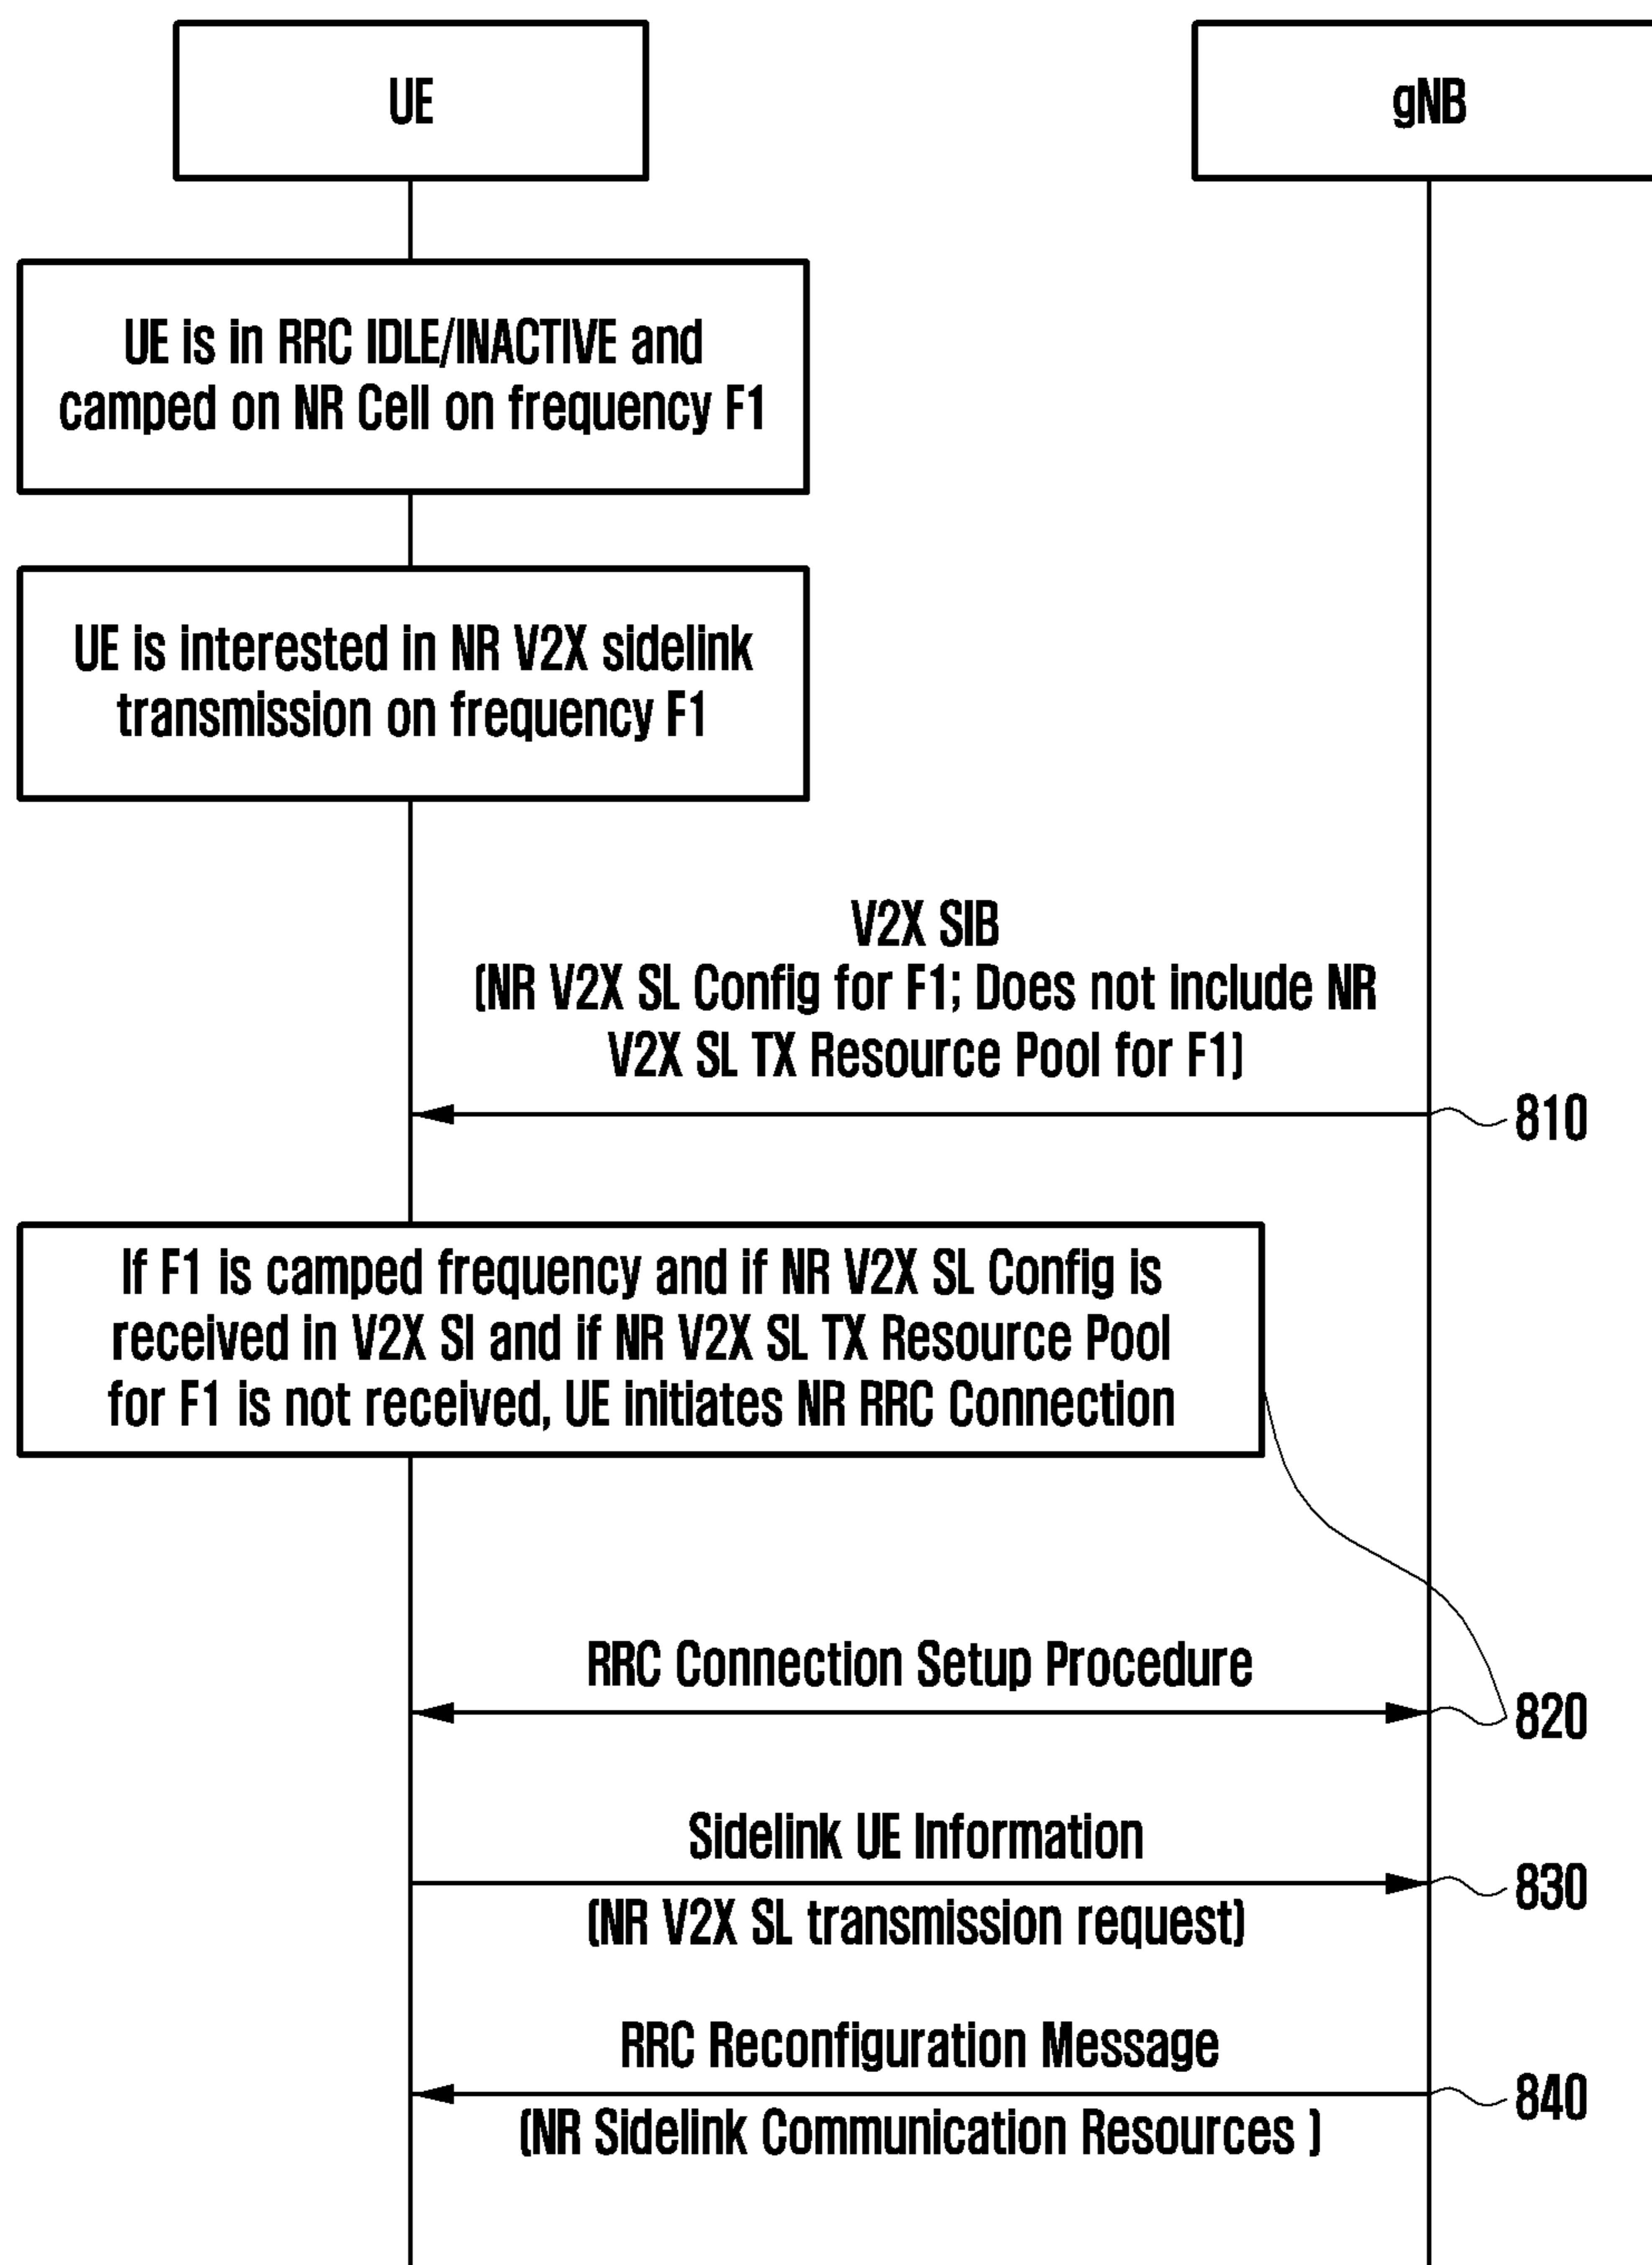 UE
gNB
UE is in RRC IDLE/INACTIVE and
camped on NR Cell on frequency F1
UE is interested in NR V2X sidelink
transmission on frequency F1
V2X SIB
(NR V2X SL Config for F1; Does not include NR
V2X SL TX Resource Pool for F1)
810
If F1 is camped frequency and if NR V2X SL Config is
received in V2X SI and if NR V2X SL TX Resource Pool
for F1 is not received, UE initiates NR RRC Connection
RRC Connection Setup Procedure
820
Sidelink UE Information
830
(NR V2X SL transmission request)
RRC Reconfiguration Message
840
(NR Sidelink Communication Resources )